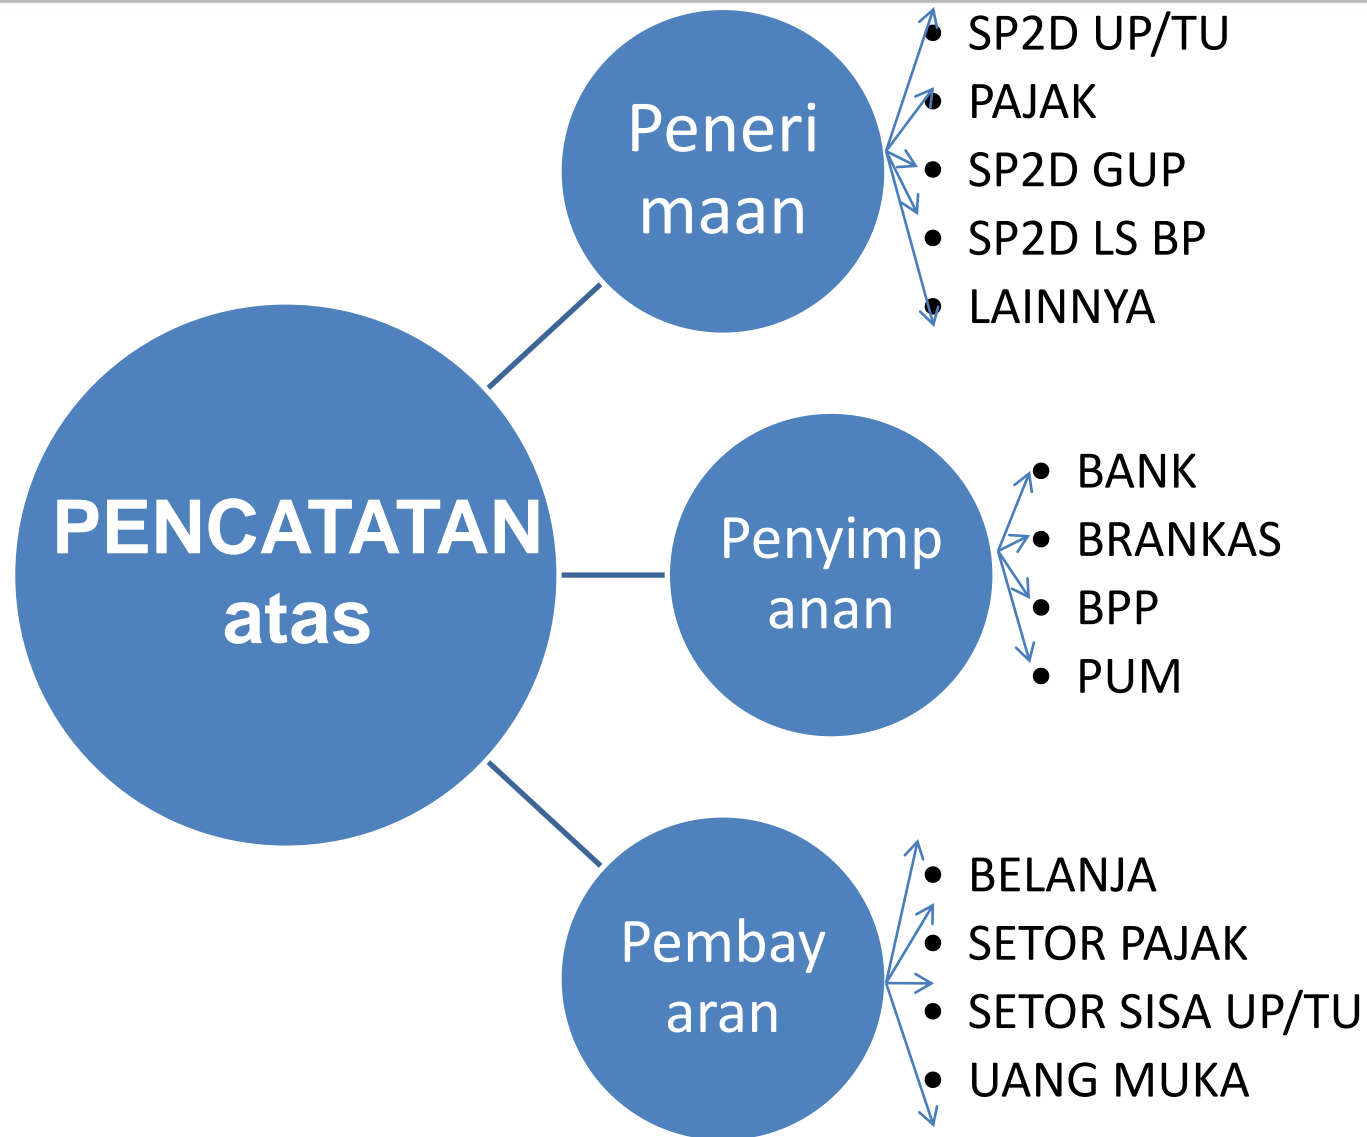 Peneri
maan
• SP2D UP/TU
• PAJAK
• SP2D GUP
• SP2D LS BP
• LAINNYA
PENCATATAN
atas
Penyimp
anan
• BANK
• BRANKAS
• BPP
• PUM
Pembay
aran
• BELANJA
• SETOR PAJAK
• SETOR SISA UP/TU
• UANG MUKA